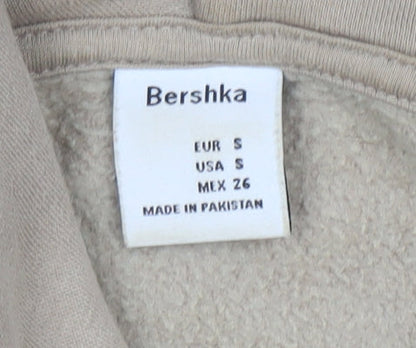 Bershka
EUR S
USA S
MEX 26
MADE IN PAKISTAN